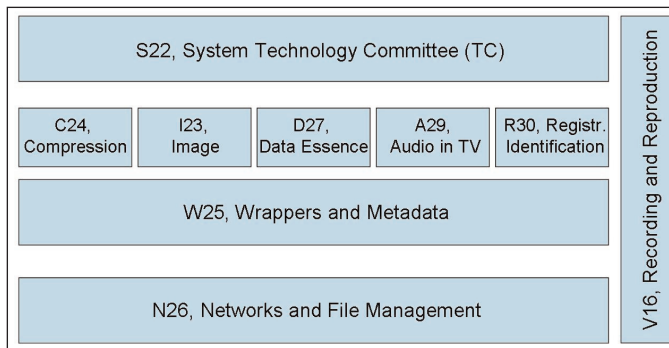 S22, System Technology Committee (TC)
C24,
Compression
I23,
Image
D27,
Data Essence
A29,
Audio in TV
R30, Registr.
Identification
W25, Wrappers and Metadata
N26, Networks and File Management
V16, Recording and Reproduction